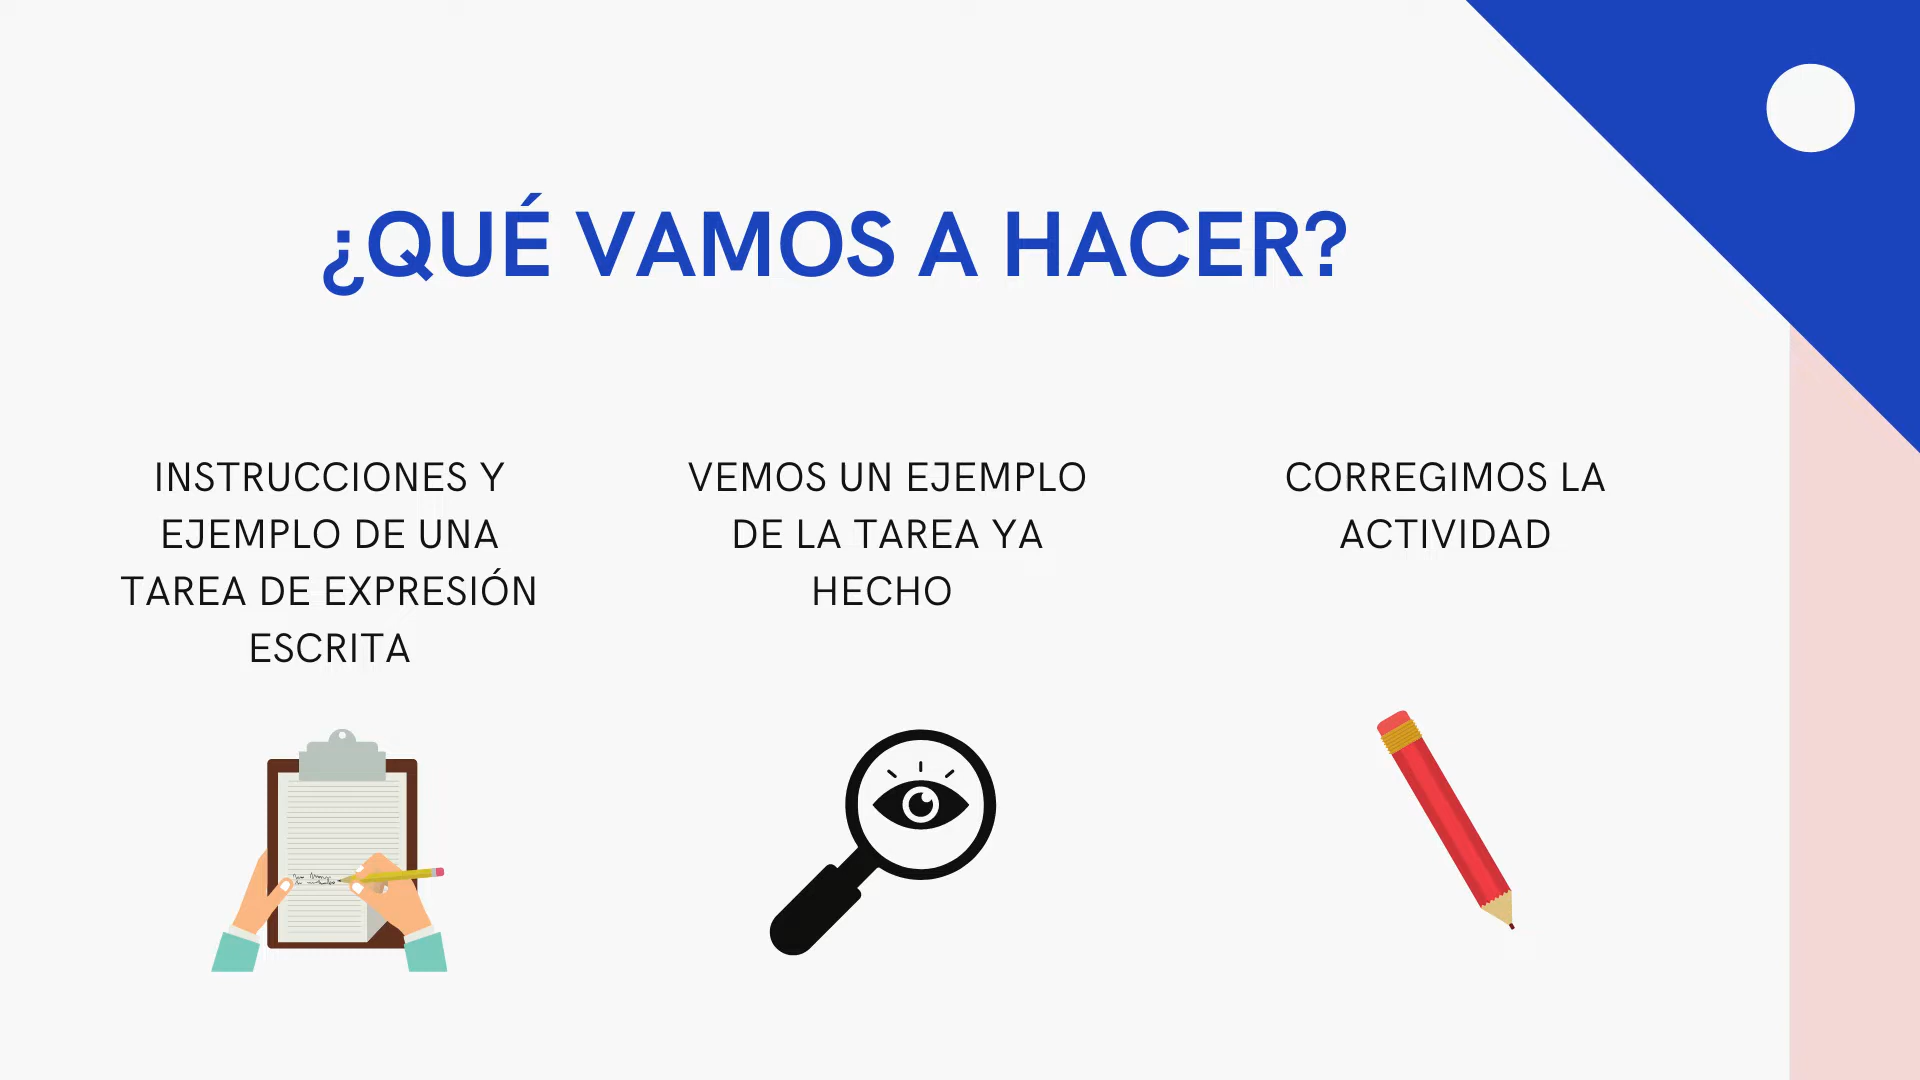 ¿QUÉ VAMOS A HACER?
INSTRUCCIONES Y
EJEMPLO DE UNA
TAREA DE EXPRESIÓN
ESCRITA
VEMOS UN EJEMPLO
DE LA TAREA YA
HECHO
CORREGIMOS LA
ACTIVIDAD